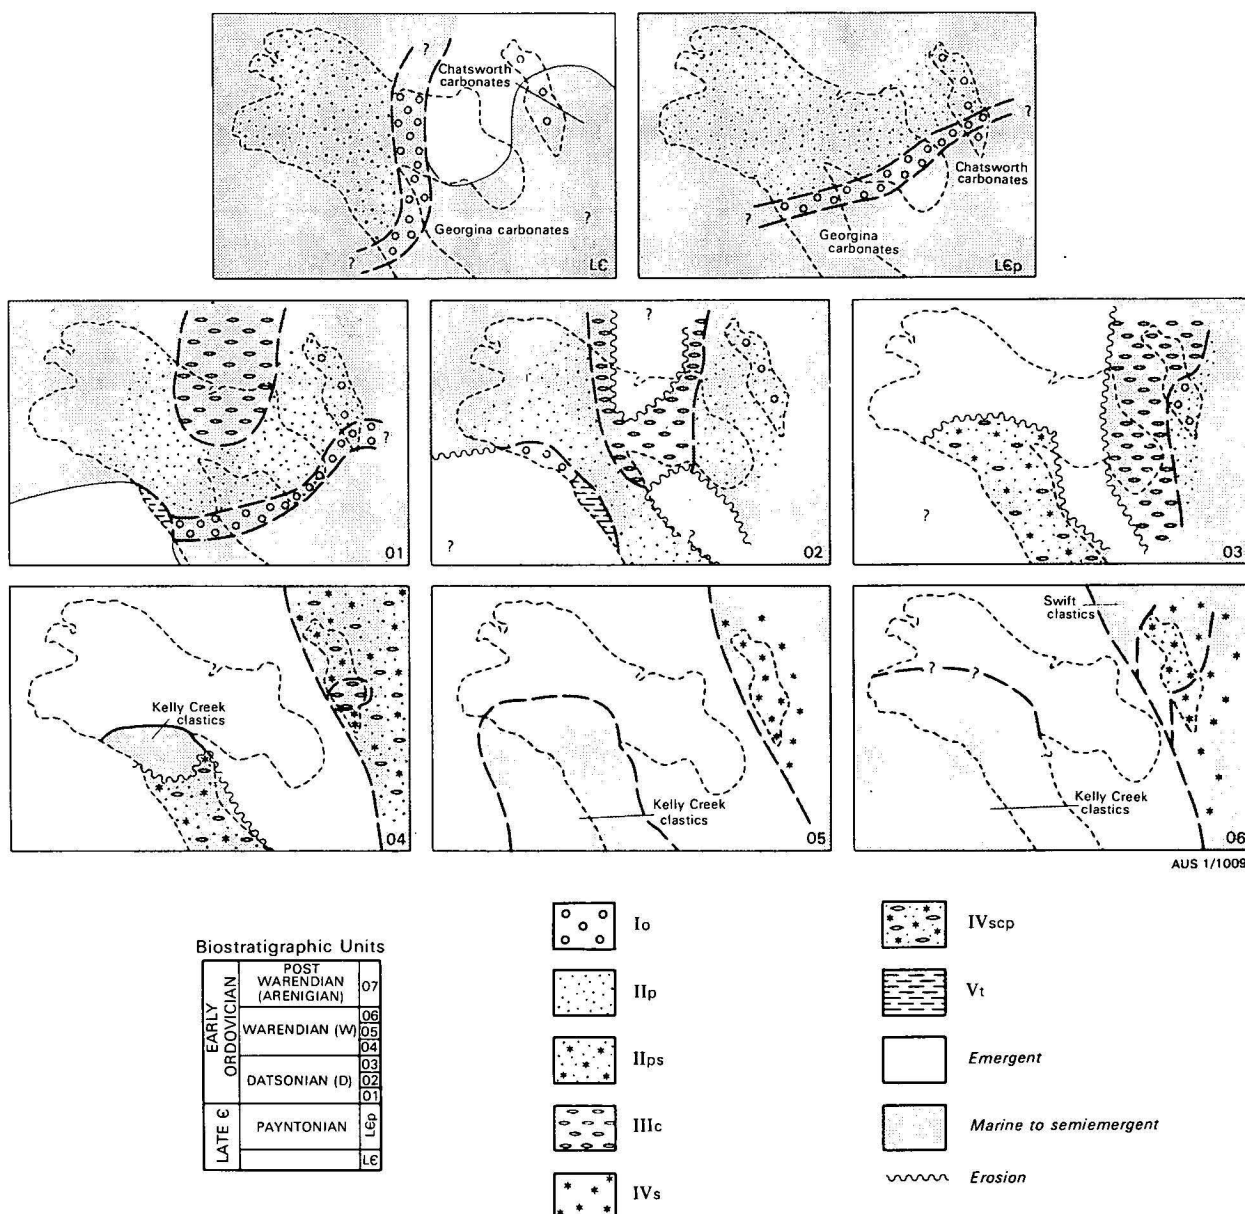 ?
Chatsworth
carbonates
Georgina carbonates
?
?
LЄ
Chatsworth
carbonates
?
Georgina
carbonates
?
LЄp
?
01
?
?
?
02
?
03
Kelly Creek
clastics
04
Kelly Creek
clastics
05
Swift
clastics
? ?
Kelly Creek
clastics
06
AUS 1/1009
Biostratigraphic Units
EARLY ORDOVICIAN
POST
WARENDIAN
(ARENIGIAN)
07
WARENDIAN (W)
06
05
04
DATSONIAN (D)
03
02
01
LATE Є
PAYNTONIAN
LЄp
LЄ
Io
IIp
IIps
IIIc
IVs
IVscp
Vt
Emergent
Marine to semiemergent
Erosion